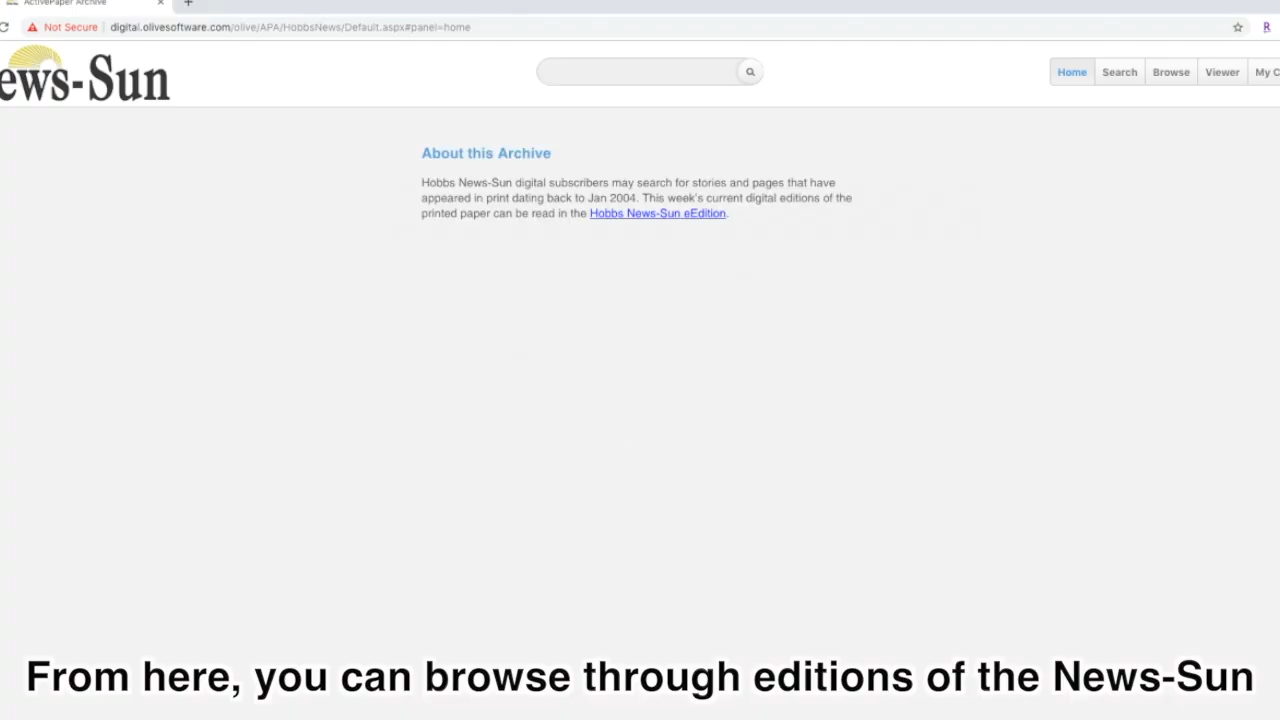 ActivePaper Archive
Not Secure digital.olivesoftware.com/olive/APA/HobbsNews/Default.aspx#panel=home
ews-Sun
Home Search Browse Viewer My C
About this Archive
Hobbs News-Sun digital subscribers may search for stories and pages that have
appeared in print dating back to Jan 2004. This week's current digital editions of the
printed paper can be read in the Hobbs News-Sun eEdition.
From here, you can browse through editions of the News-Sun